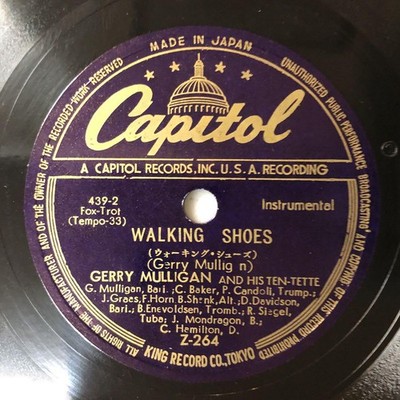 MADE IN JAPAN
Capitol
A CAPITOL RECORDS, INC. U. S. A. RECORDING
439-2
Fox-Trot
(Tempo-33)
Instrumental
WALKING SHOES
(ウォーキング・シューズ)
(Gerry Mullig n)
GERRY MULLIGAN AND HIS TEN-TETTE
G. Mulligan, Bari.; C. Baker, P. Candoli, Trump.;
J. Graes, F. Horn B. Shank, Alt.; D. Davidson,
Bari.; B. Enevoldsen, Tromb.; R. Siegel,
Tuba; J. Mondragon, B.;
C. Hamilton, D.
Z-264
ALL RIGHTS OF THE MANUFACTURER AND OF THE OWNER OF THE RECORDED WORK RESERVED
UNAUTHORIZED PUBLIC PERFORMANCE, BROADCASTING AND COPYING OF THIS RECORD PROHIBITED
KING RECORD CO., TOKYO